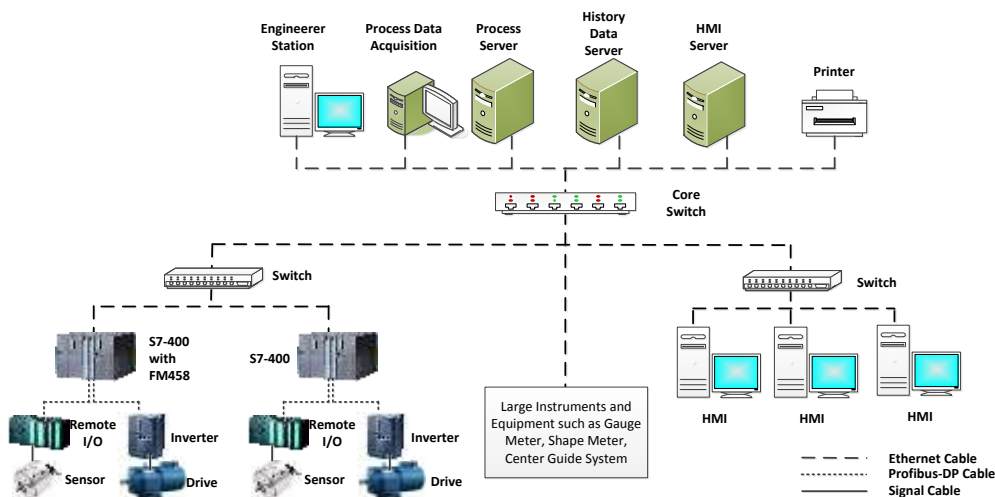 Engineerer
Station
Process Data
Acquisition
Process
Server
History
Data
Server
HMI
Server
Printer
Core
Switch
Switch
Switch
S7-400
with
FM458
S7-400
Remote
I/O
Inverter
Sensor
Drive
Remote
I/O
Inverter
Sensor
Drive
Large Instruments and
Equipment such as Gauge
Meter, Shape Meter,
Center Guide System
HMI
HMI
HMI
Ethernet Cable
Profibus-DP Cable
Signal Cable